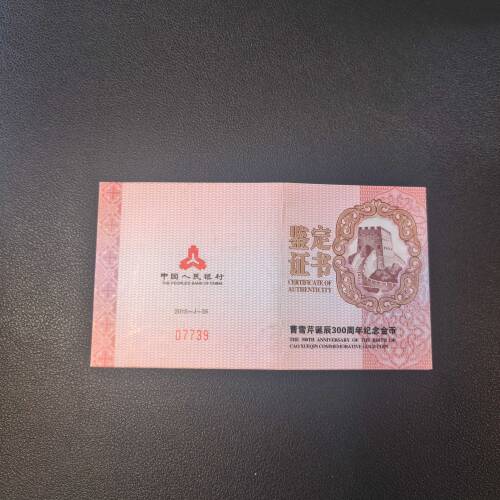 中国人民银行
THE PEOPLE'S BANK OF CHINA
2015-J-05
07739
鉴定
证书
CERTIFICATE OF
AUTHENTICITY
曹雪芹诞辰300周年纪念金币
THE 300TH ANNIVERSARY OF THE BIRTH OF
CAO XUEQIN COMMEMORATIVE GOLD COIN